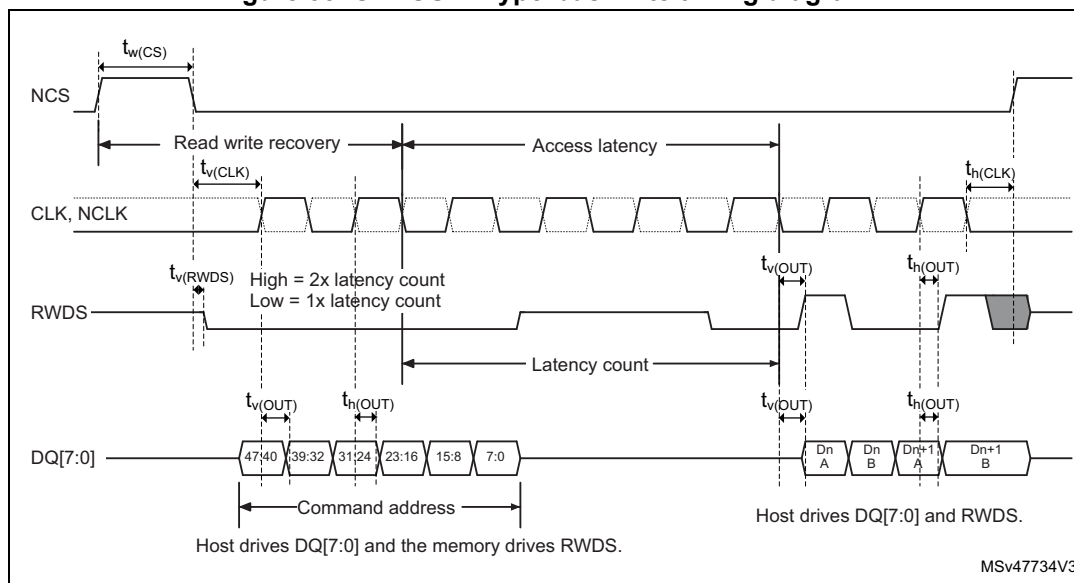 tw(CS)
NCS
Read write recovery
Access latency
tv(CLK)
th(CLK)
CLK, NCLK
tv(RWDS)
High = 2x latency count
Low = 1x latency count
tv(OUT)
th(OUT)
RWDS
Latency count
tv(OUT)
th(OUT)
tv(OUT)
th(OUT)
DQ[7:0]
47:40
39:32
31:24
23:16
15:8
7:0
Dn
A
Dn
B
Dn+1
A
Dn+1
B
Command address
Host drives DQ[7:0] and RWDS.
Host drives DQ[7:0] and the memory drives RWDS.
MSv47734V3